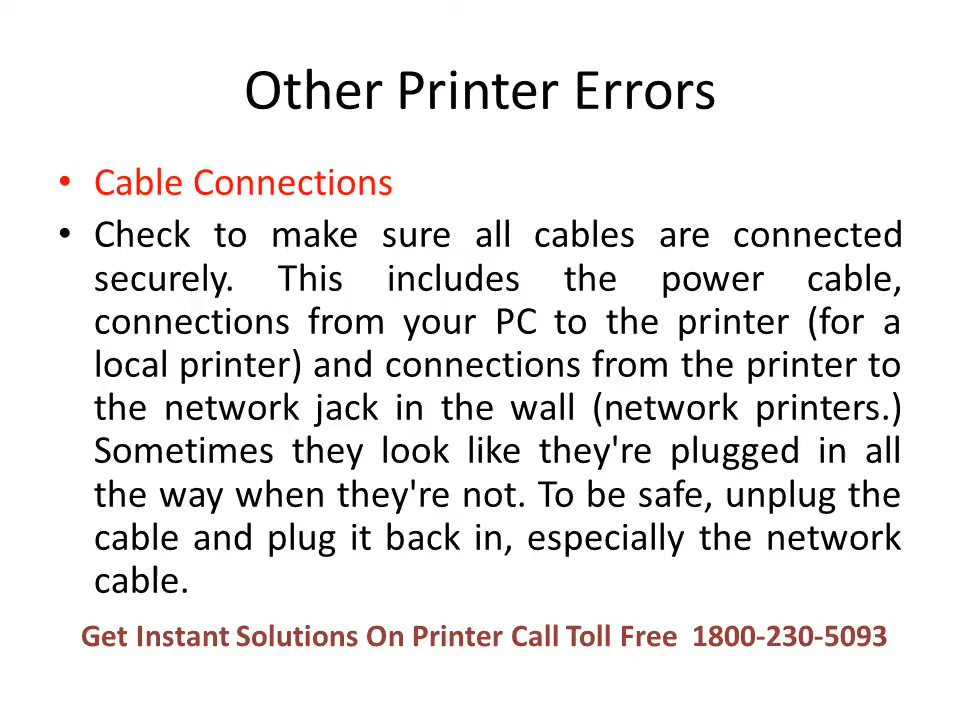 Other Printer Errors
• Cable Connections
• Check to make sure all cables are connected
securely. This includes the power cable,
connections from your PC to the printer (for a
local printer) and connections from the printer to
the network jack in the wall (network printers.)
Sometimes they look like they're plugged in all
the way when they're not. To be safe, unplug the
cable and plug it back in, especially the network
cable.
Get Instant Solutions On Printer Call Toll Free 1800-230-5093